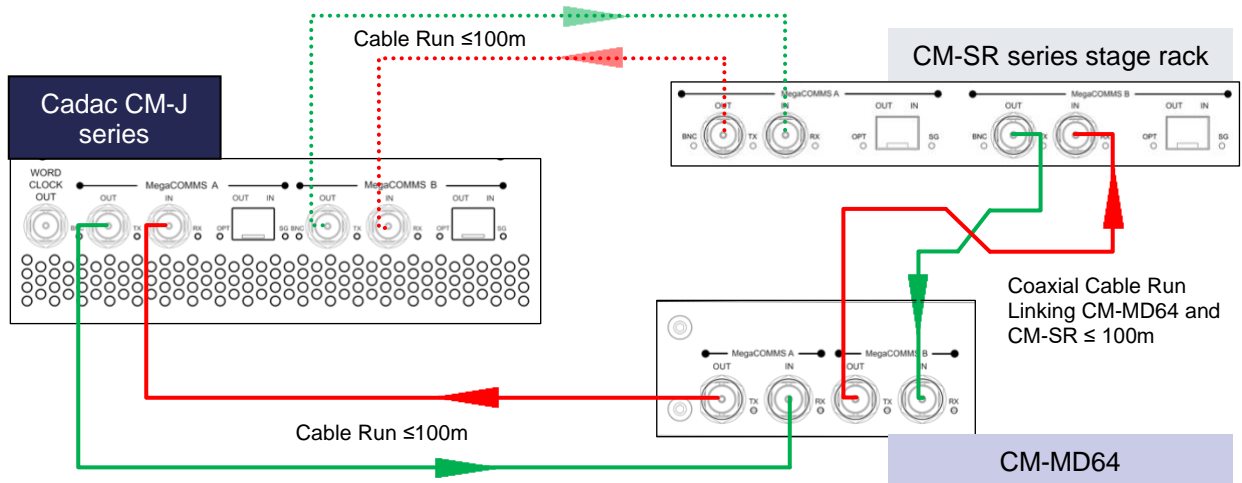 Cable Run ≤100m
CM-SR series stage rack
MegaCOMMS A
MegaCOMMS B
OUT IN OUT IN OUT IN OUT IN
BNC TX RX OPT SG BNC TX RX OPT SG
Cadac CM-J
series
WORD
CLOCK
OUT
MegaCOMMS A
MegaCOMMS B
OUT IN OUT IN OUT IN OUT IN
BNC TX RX OPT SG BNC TX RX OPT SG
Coaxial Cable Run
Linking CM-MD64 and
CM-SR ≤ 100m
MegaCOMMS A
MegaCOMMS B
OUT IN OUT IN
TX RX TX RX
Cable Run ≤100m
CM-MD64